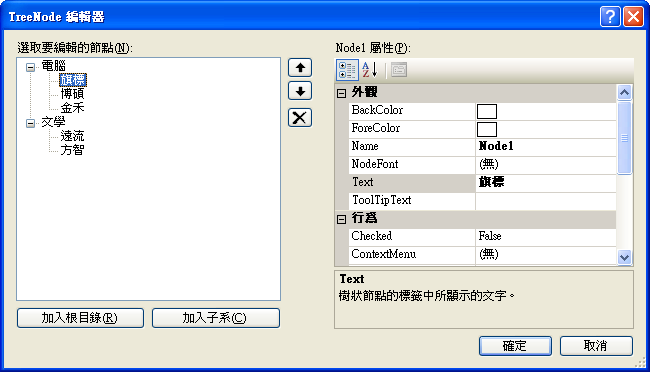 TreeNode 編輯器
選取要編輯的節點(N):
電腦
旗標
博碩
金禾
文學
遠流
方智
加入根目錄(R)
加入子系(C)
Node1 屬性(P):
外觀
BackColor
ForeColor
Name Node1
NodeFont (無)
Text 旗標
ToolTipText
行為
Checked False
ContextMenu (無)
Text
樹狀節點的標籤中所顯示的文字。
確定
取消